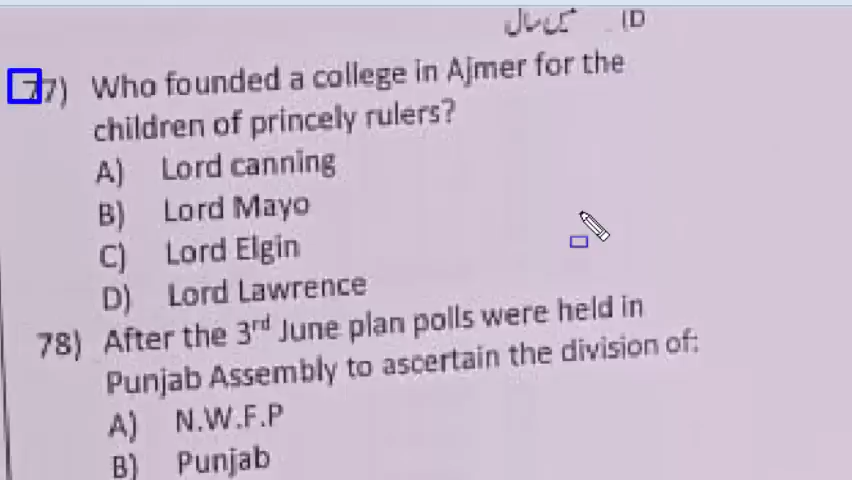 میں سال (D
77) Who founded a college in Ajmer for the
children of princely rulers?
A) Lord canning
B) Lord Mayo
C) Lord Elgin
D) Lord Lawrence
78) After the 3rd June plan polls were held in
Punjab Assembly to ascertain the division of:
A) N.W.F.P
B) Punjab